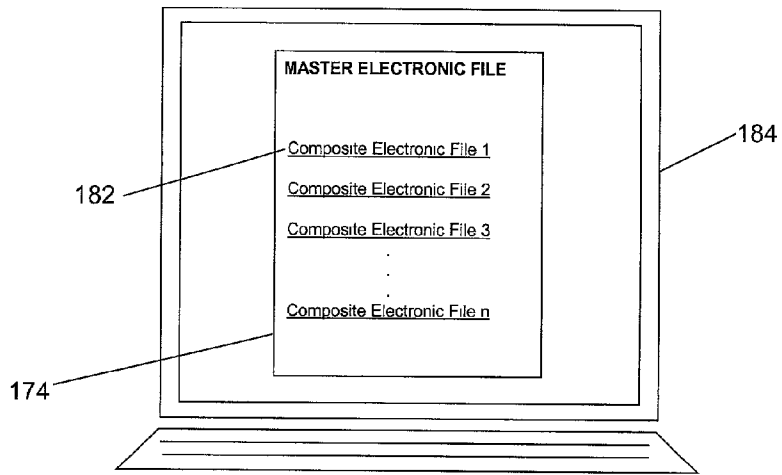 MASTER ELECTRONIC FILE
Composite Electronic File 1
184
182
Composite Electronic File 2
Composite Electronic File 3
Composite Electronic File n
174